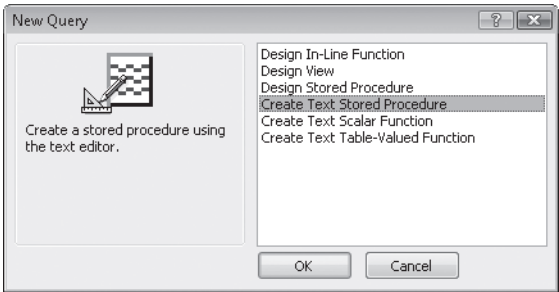 New Query
Create a stored procedure using
the text editor.
Design In-Line Function
Design View
Design Stored Procedure
Create Text Stored Procedure
Create Text Scalar Function
Create Text Table-Valued Function
OK
Cancel